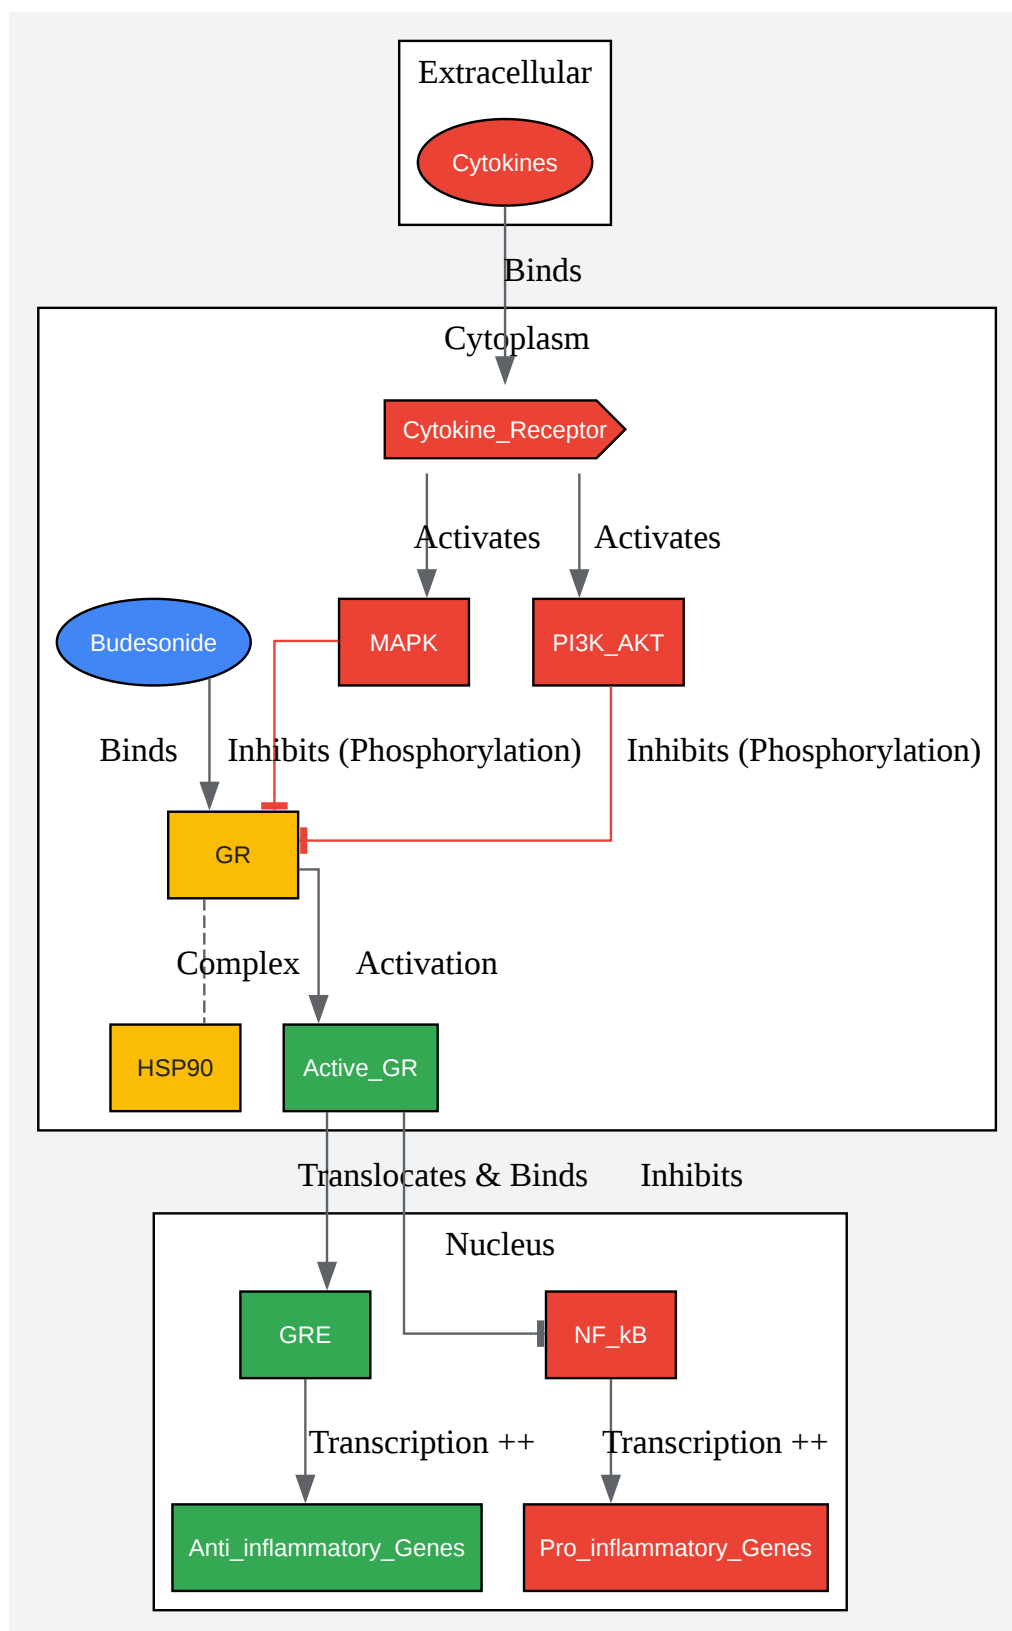 Extracellular
Cytokines
Binds
Cytoplasm
Cytokine_Receptor
Activates
Activates
Budesonide
MAPK
PI3K_AKT
Binds
Inhibits (Phosphorylation)
Inhibits (Phosphorylation)
GR
Complex
Activation
HSP90
Active_GR
Translocates & Binds
Inhibits
Nucleus
GRE
NF_kB
Transcription ++
Transcription ++
Anti_inflammatory_Genes
Pro_inflammatory_Genes